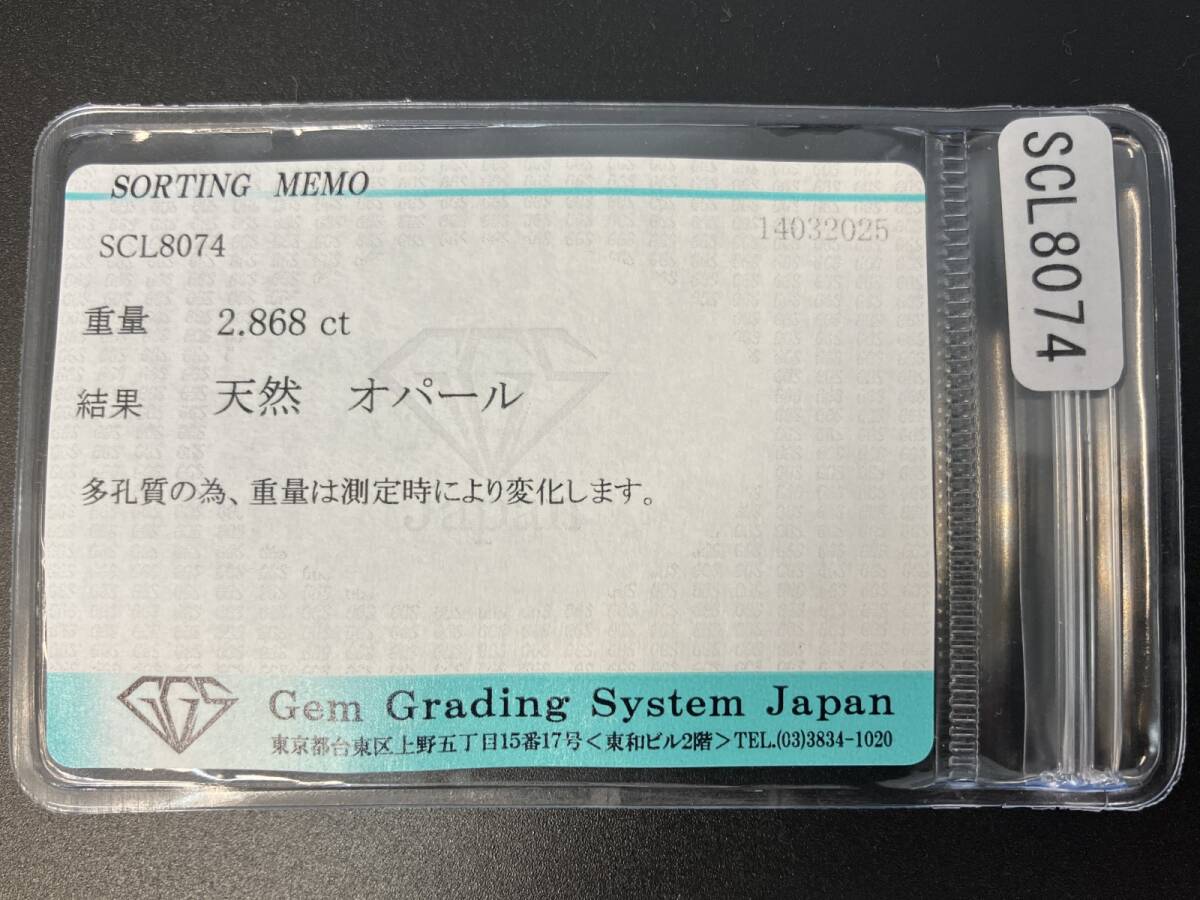 SORTING MEMO
14032025
SCL8074
重量 2.868 ct
結果 天然 オパール
多孔質の為、重量は測定時により変化します。
GGS
Gem Grading System Japan
東京都台東区上野五丁目15番17号＜東和ビル2階＞TEL.(03)3834-1020
SCL8074